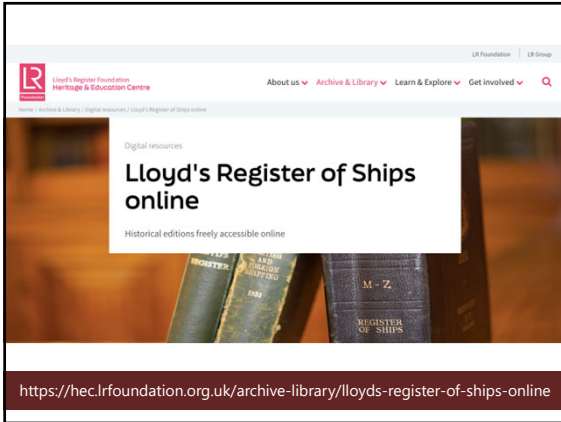 LR Foundation | LR Group
LR
Foundation
Lloyd's Register Foundation
Heritage & Education Centre
About us Archive & Library Learn & Explore Get involved
Home / Archive & Library / Digital resources / Lloyd's Register of Ships online
Digital resources
Lloyd's Register of Ships
online
Historical editions freely accessible online
REGISTER
AND
FOREIGN
SHIPPING
M-Z
REGISTER
OF SHIPS
https://hec.lrfoundation.org.uk/archive-library/lloyds-register-of-ships-online